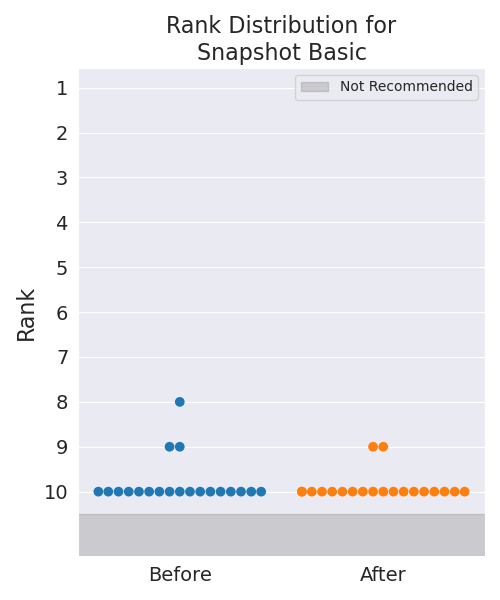 Rank Distribution for
Snapshot Basic
Not Recommended
1
2
3
4
5
6
7
8
9
10
Rank
Before
After